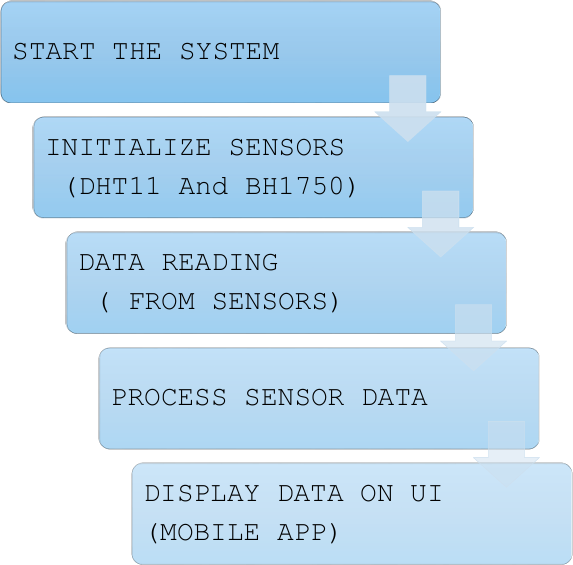 START THE SYSTEM
INITIALIZE SENSORS
(DHT11 And BH1750)
DATA READING
( FROM SENSORS)
PROCESS SENSOR DATA
DISPLAY DATA ON UI
(MOBILE APP)